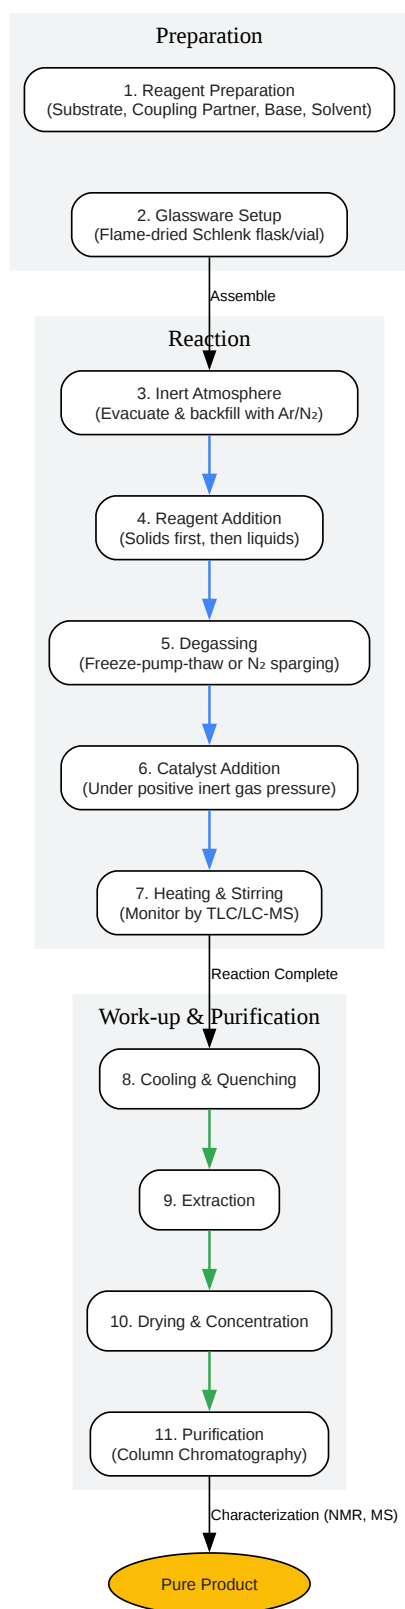 Preparation
1. Reagent Preparation
(Substrate, Coupling Partner, Base, Solvent)
2. Glassware Setup
(Flame-dried Schlenk flask/vial)
Assemble
Reaction
3. Inert Atmosphere
(Evacuate & backfill with Ar/N₂)
4. Reagent Addition
(Solids first, then liquids)
5. Degassing
(Freeze-pump-thaw or N₂ sparging)
6. Catalyst Addition
(Under positive inert gas pressure)
7. Heating & Stirring
(Monitor by TLC/LC-MS)
Reaction Complete
Work-up & Purification
8. Cooling & Quenching
9. Extraction
10. Drying & Concentration
11. Purification
(Column Chromatography)
Characterization (NMR, MS)
Pure Product